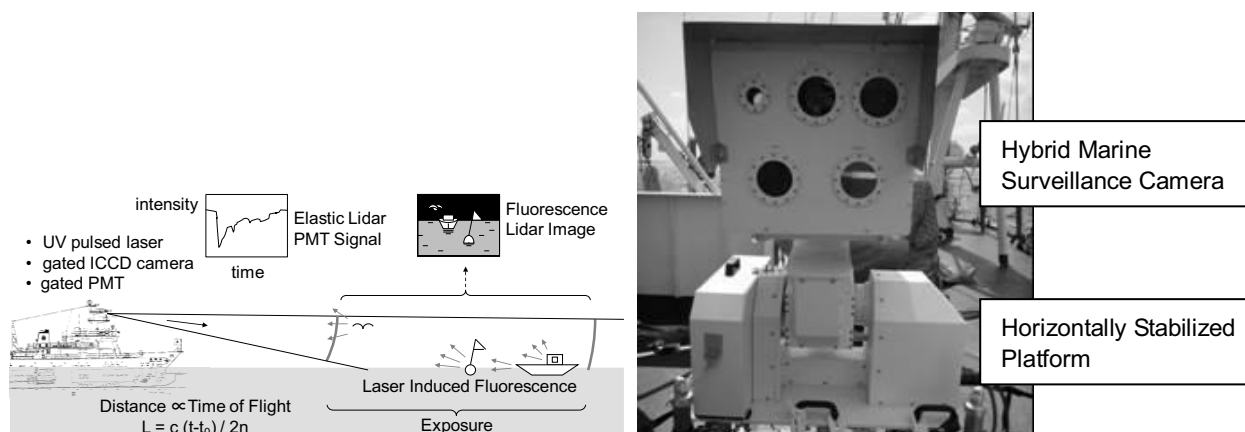 intensity
Elastic Lidar
PMT Signal
time
Fluorescence
Lidar Image
• UV pulsed laser
• gated ICCD camera
• gated PMT
Laser Induced Fluorescence
Distance ∝ Time of Flight
L = c (t-t₀) / 2n
Exposure
Hybrid Marine
Surveillance Camera
Horizontally Stabilized
Platform